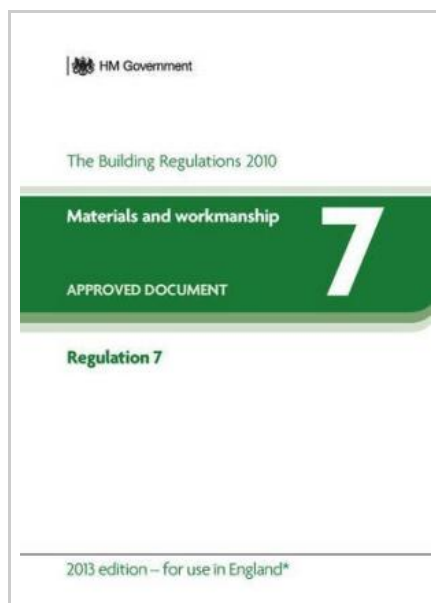 HM Government
The Building Regulations 2010
Materials and workmanship
7
APPROVED DOCUMENT
Regulation 7
2013 edition – for use in England*